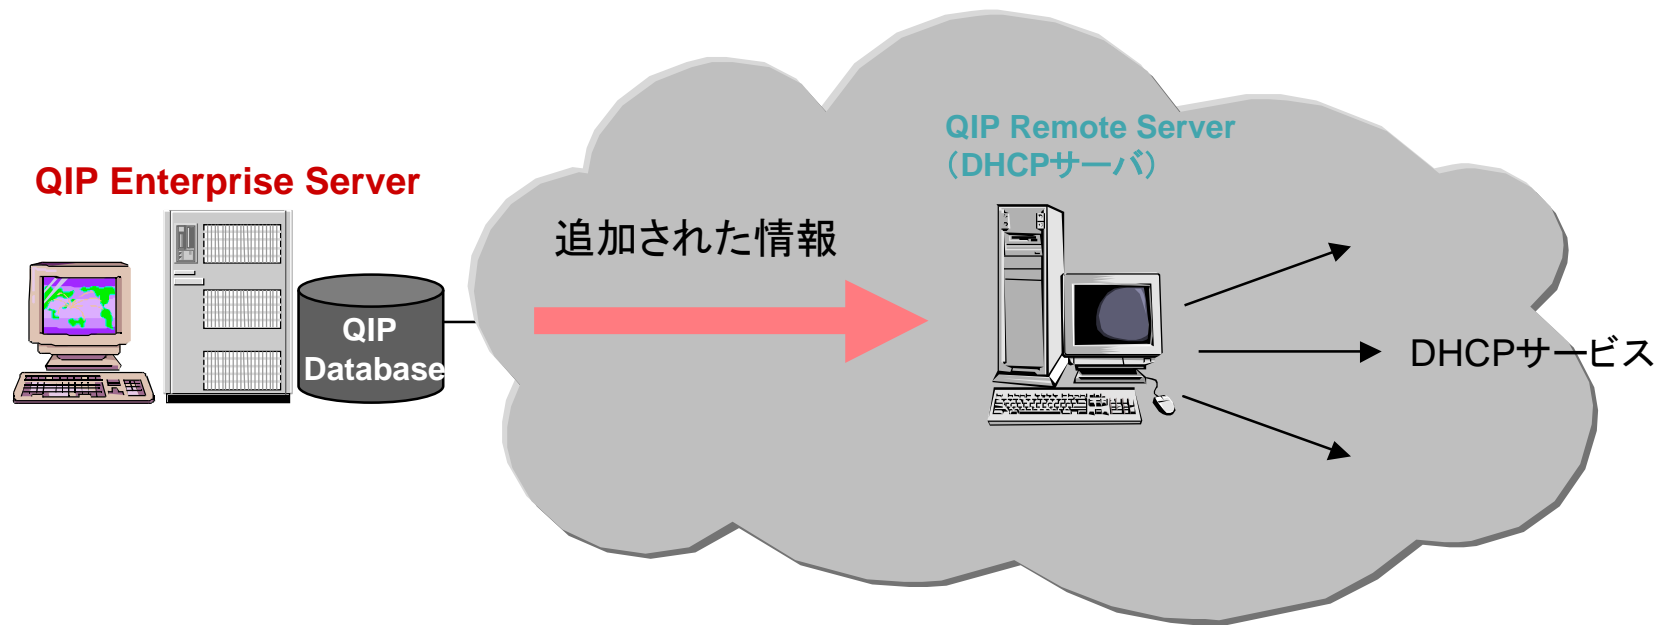 QIP Enterprise Server
QIP
Database
追加された情報
QIP Remote Server
（DHCPサーバ）
DHCPサービス